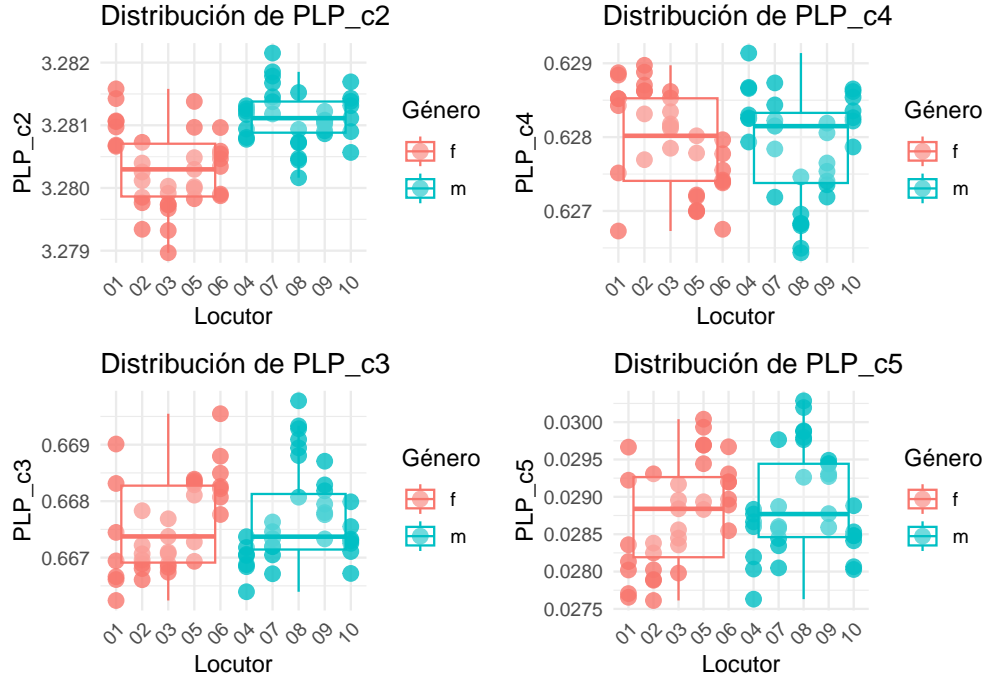 Distribución de PLP_c2
PLP_c2
3.282
3.281
3.280
3.279
01 02 03 05 06 04 07 08 09 10
Locutor
Género
f
m
Distribución de PLP_c4
PLP_c4
0.629
0.628
0.627
01 02 03 05 06 04 07 08 09 10
Locutor
Género
f
m
Distribución de PLP_c3
PLP_c3
0.669
0.668
0.667
01 02 03 05 06 04 07 08 09 10
Locutor
Género
f
m
Distribución de PLP_c5
PLP_c5
0.0300
0.0295
0.0290
0.0285
0.0280
0.0275
01 02 03 05 06 04 07 08 09 10
Locutor
Género
f
m